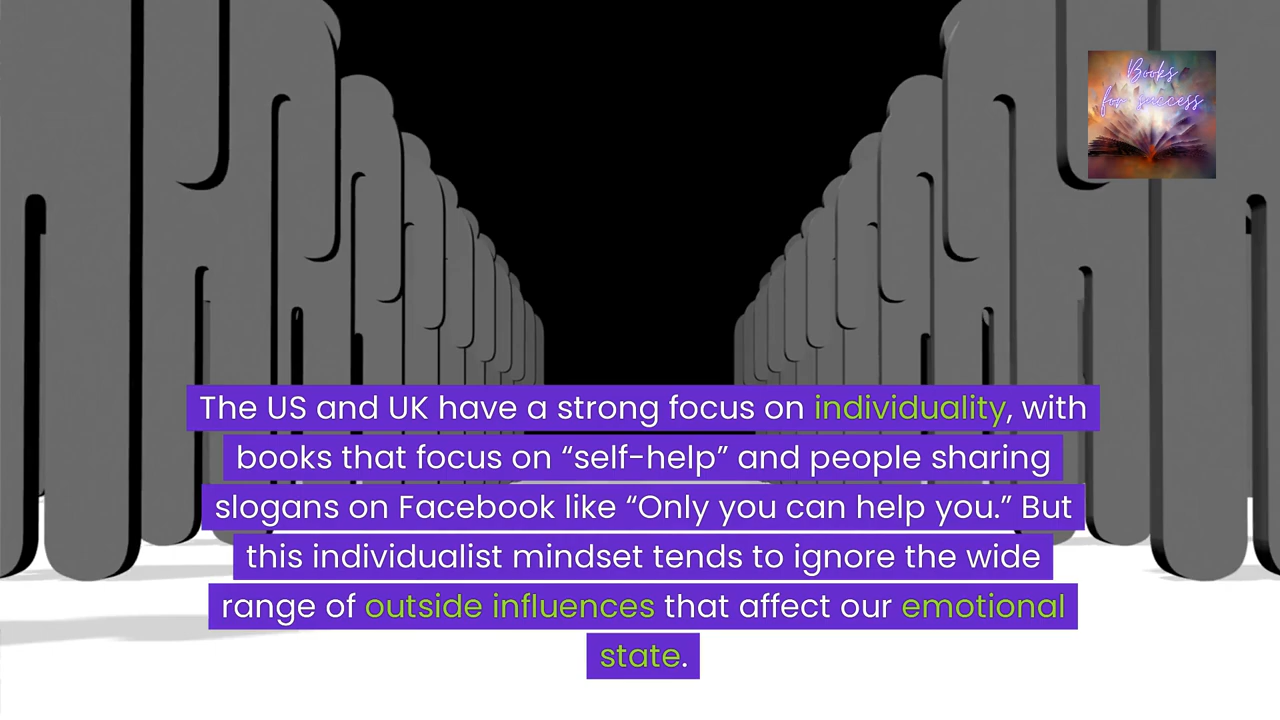 Books
for success
The US and UK have a strong focus on individuality, with
books that focus on “self-help” and people sharing
slogans on Facebook like “Only you can help you.” But
this individualist mindset tends to ignore the wide
range of outside influences that affect our emotional
state.